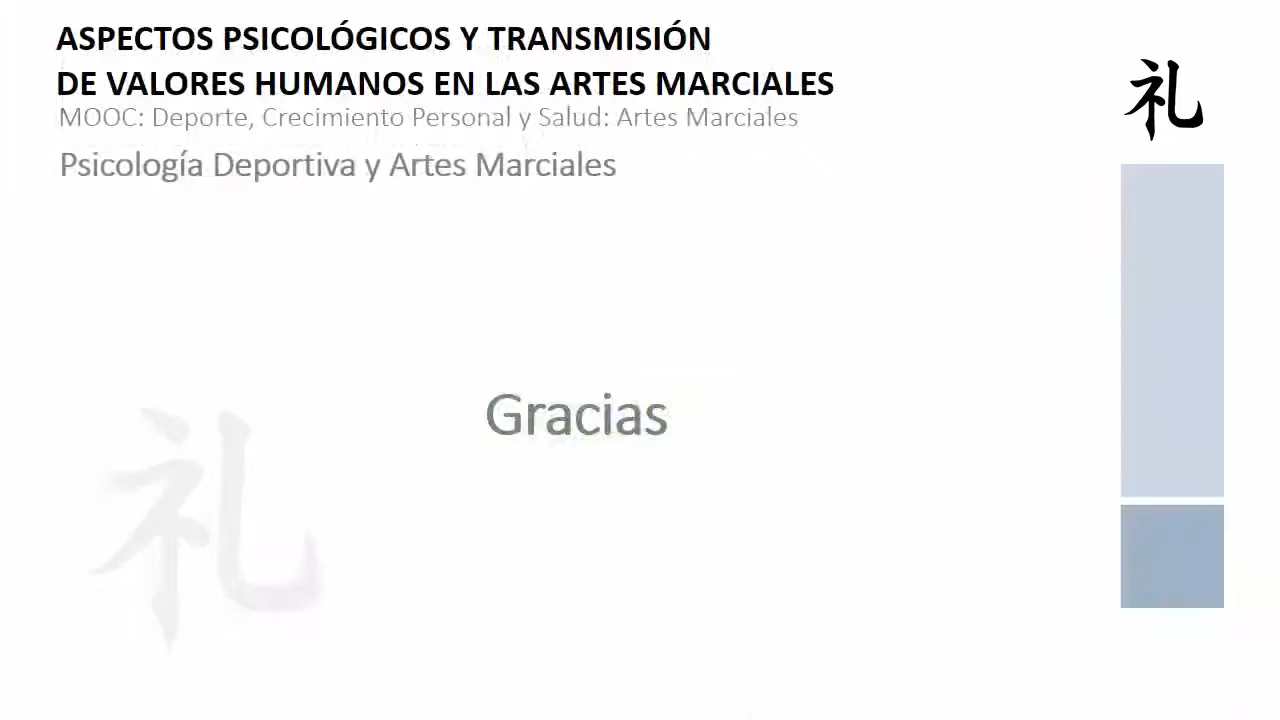 ASPECTOS PSICOLÓGICOS Y TRANSMISIÓN
DE VALORES HUMANOS EN LAS ARTES MARCIALES
MOOC: Deporte, Crecimiento Personal y Salud: Artes Marciales
Psicología Deportiva y Artes Marciales
礼
Gracias
礼